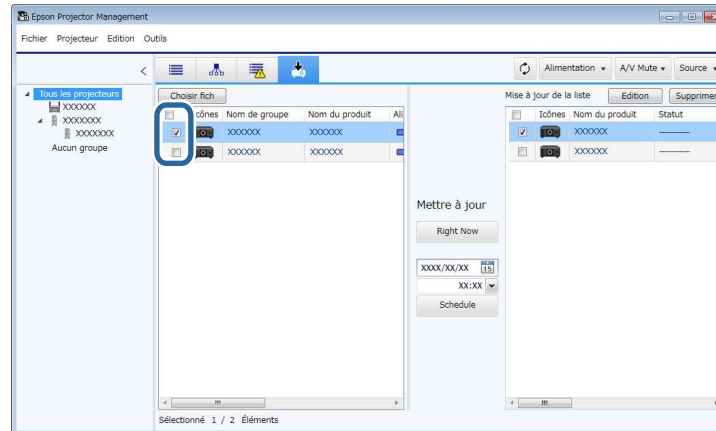 Epson Projector Management
Fichier Projecteur Edition Outils
Alimentation A/V Mute Source
Tous les projecteurs
XXXXXX
XXXXXXX
XXXXXXX
Aucun groupe
Choisir fich
cônes Nom de groupe Nom du produit Ali
XXXXXX XXXXXX
XXXXXX XXXXXX
Mettre à jour
Right Now
XXXX/XX/XX 15
XX:XX
Schedule
Mise à jour de la liste Edition Supprimer
Icônes Nom du produit Statut
XXXXXX -----------
XXXXXX -----------
Sélectionné 1 / 2 Éléments